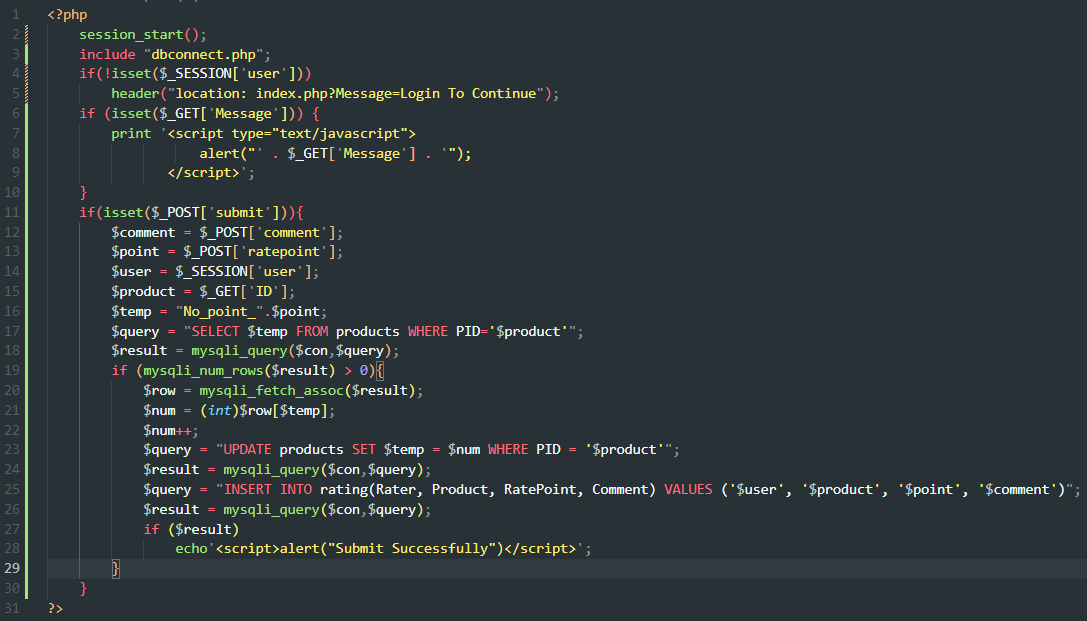 1 <?php
2 session_start();
3 include "dbconnect.php";
4 if(!isset($_SESSION['user']))
5 header("location: index.php?Message=Login To Continue");
6 if (isset($_GET['Message'])) {
7 print '<script type="text/javascript">
8 alert("' . $_GET['Message'] . '");
9 </script>';
10 }
11 if(isset($_POST['submit'])){
12 $comment = $_POST['comment'];
13 $point = $_POST['ratepoint'];
14 $user = $_SESSION['user'];
15 $product = $_GET['ID'];
16 $temp = "No_point_".$point;
17 $query = "SELECT $temp FROM products WHERE PID='$product'";
18 $result = mysqli_query($con,$query);
19 if (mysqli_num_rows($result) > 0){
20 $row = mysqli_fetch_assoc($result);
21 $num = (int)$row[$temp];
22 $num++;
23 $query = "UPDATE products SET $temp = $num WHERE PID = '$product'";
24 $result = mysqli_query($con,$query);
25 $query = "INSERT INTO rating(Rater, Product, RatePoint, Comment) VALUES ('$user', '$product', '$point', '$comment')";
26 $result = mysqli_query($con,$query);
27 if ($result)
28 echo'<script>alert("Submit Successfully")</script>';
29 }
30 }
31 ?>